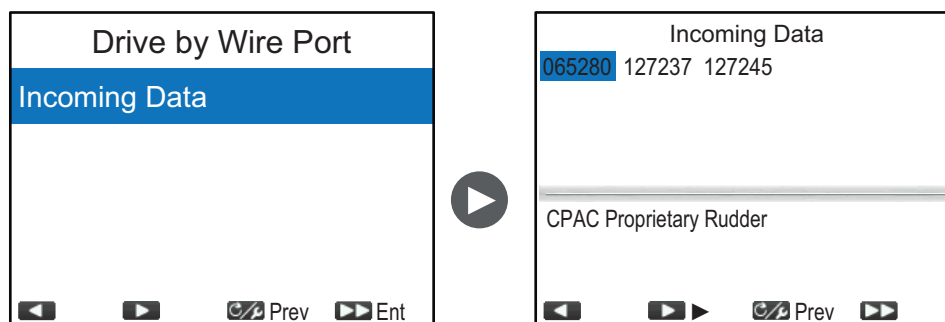 Drive by Wire Port
Incoming Data
Prev Ent
Incoming Data
065280 127237 127245
CPAC Proprietary Rudder
Prev